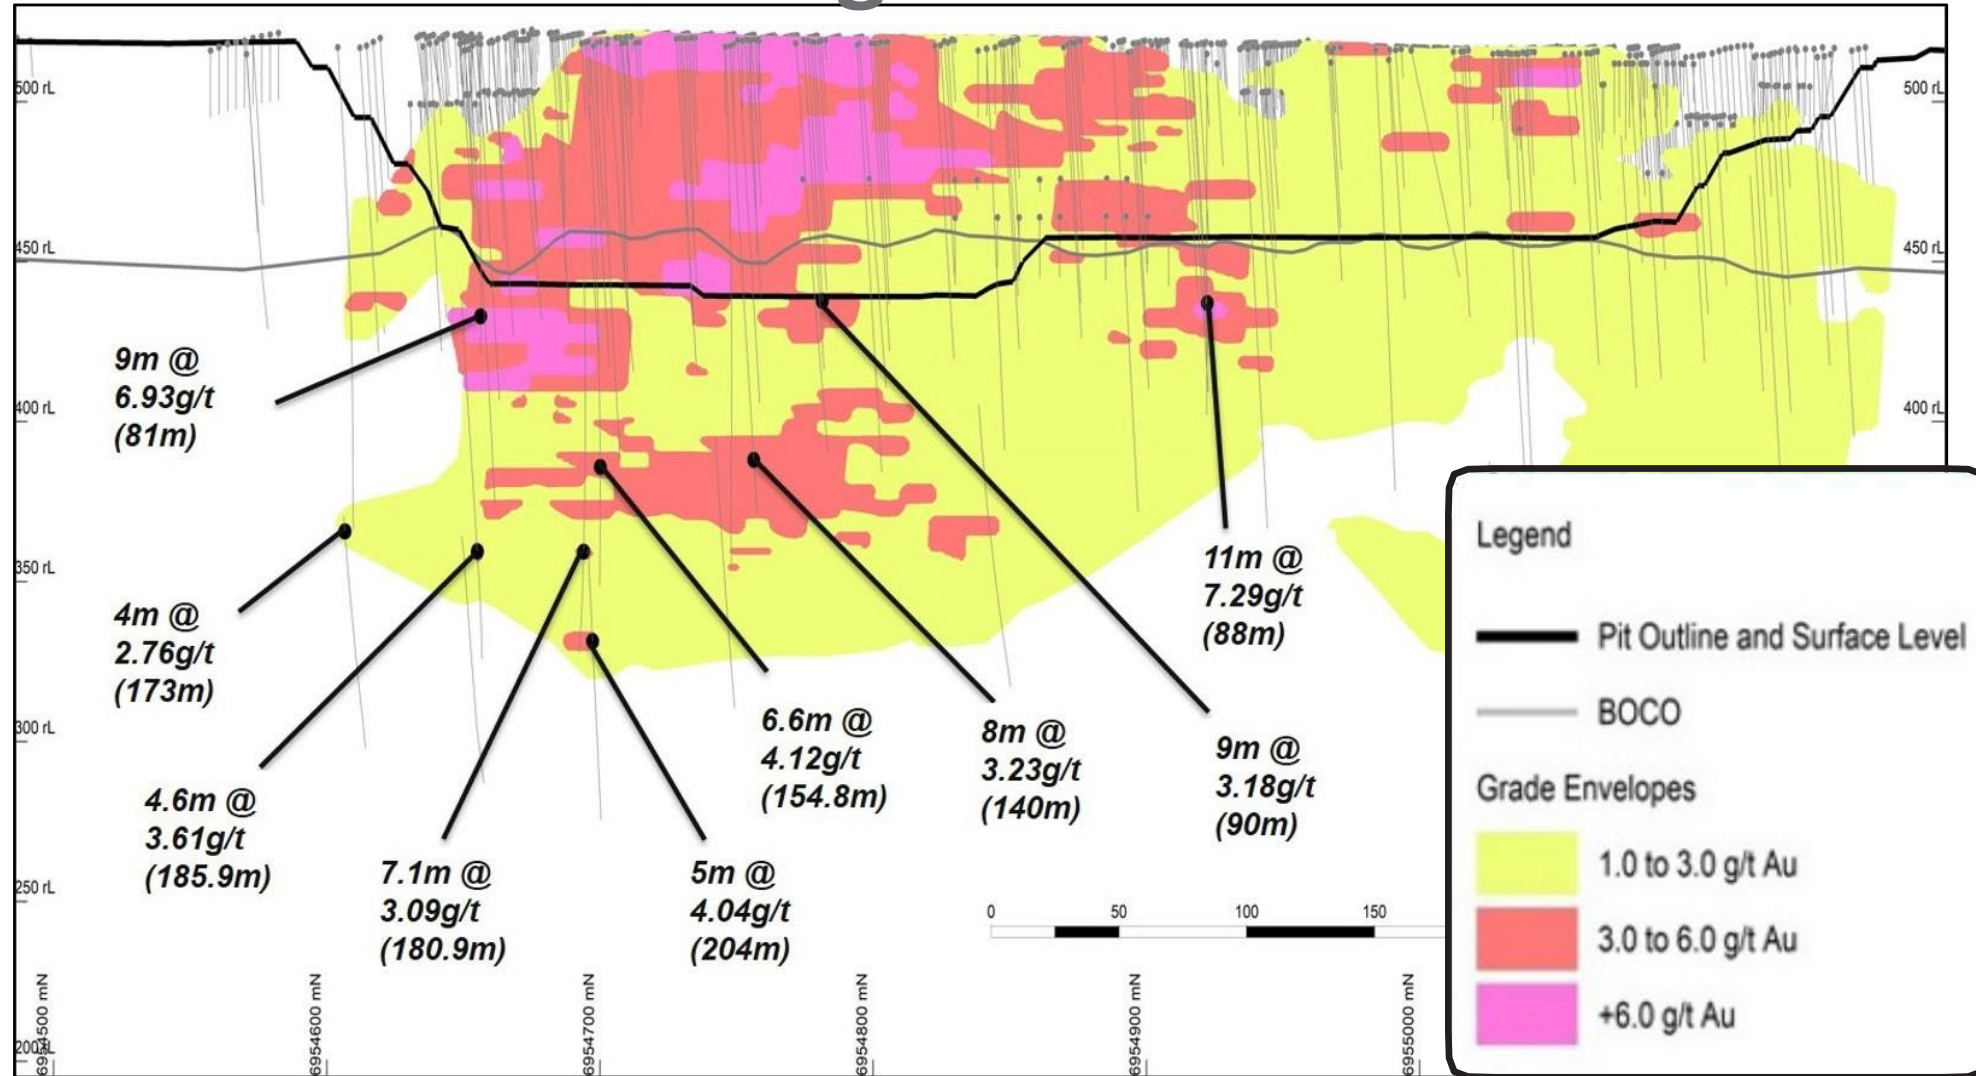 500 rL
500 rL
450 rL
450 rL
400 rL
400 rL
350 rL
300 rL
250 rL
200 rL
9m @
6.93g/t
(81m)
4m @
2.76g/t
(173m)
4.6m @
3.61g/t
(185.9m)
7.1m @
3.09g/t
(180.9m)
5m @
4.04g/t
(204m)
6.6m @
4.12g/t
(154.8m)
8m @
3.23g/t
(140m)
9m @
3.18g/t
(90m)
11m @
7.29g/t
(88m)
0 50 100 150
6954500 mN
6954600 mN
6954700 mN
6954800 mN
6954900 mN
6955000 mN
Legend
Pit Outline and Surface Level
BOCO
Grade Envelopes
1.0 to 3.0 g/t Au
3.0 to 6.0 g/t Au
+6.0 g/t Au